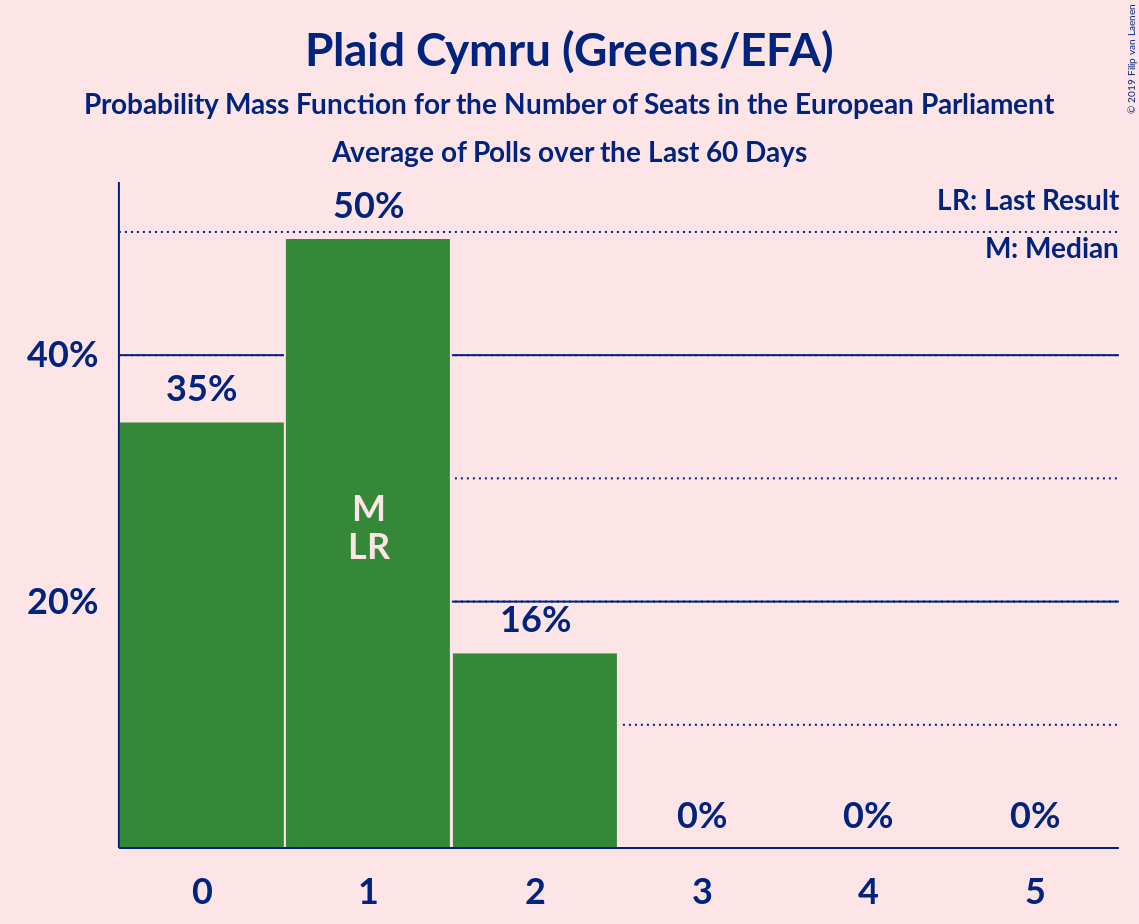 Plaid Cymru (Greens/EFA)
Probability Mass Function for the Number of Seats in the European Parliament
Average of Polls over the Last 60 Days
© 2019 Filip van Laenen
LR: Last Result
M: Median
50%
40%
35%
M
LR
20%
16%
0%
0%
0%
0
1
2
3
4
5